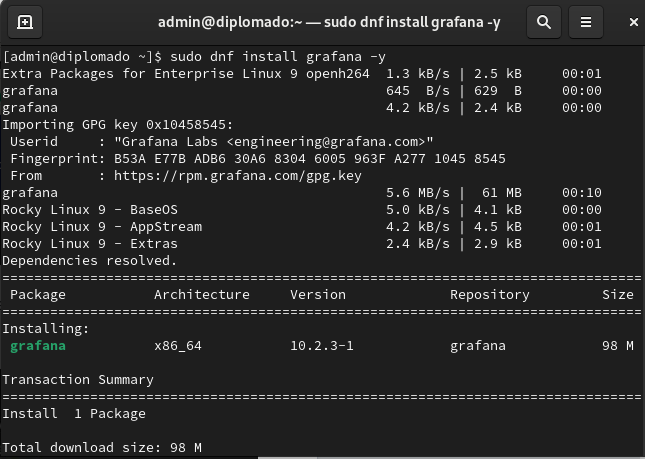 admin@diplomado:~ — sudo dnf install grafana -y
[admin@diplomado ~]$ sudo dnf install grafana -y
Extra Packages for Enterprise Linux 9 openh264  1.3 kB/s | 2.5 kB     00:01
grafana                                         645  B/s | 629  B     00:00
grafana                                         4.2 kB/s | 2.4 kB     00:00
Importing GPG key 0x10458545:
 Userid     : "Grafana Labs <engineering@grafana.com>"
 Fingerprint: B53A E77B ADB6 30A6 8304 6005 963F A277 1045 8545
 From       : https://rpm.grafana.com/gpg.key
grafana                                         5.6 MB/s |  61 MB     00:10
Rocky Linux 9 - BaseOS                          5.0 kB/s | 4.1 kB     00:00
Rocky Linux 9 - AppStream                       4.2 kB/s | 4.5 kB     00:01
Rocky Linux 9 - Extras                          2.4 kB/s | 2.9 kB     00:01
Dependencies resolved.
================================================================================
 Package           Architecture     Version             Repository         Size
================================================================================
Installing:
 grafana           x86_64           10.2.3-1            grafana            98 M

Transaction Summary
================================================================================
Install  1 Package

Total download size: 98 M